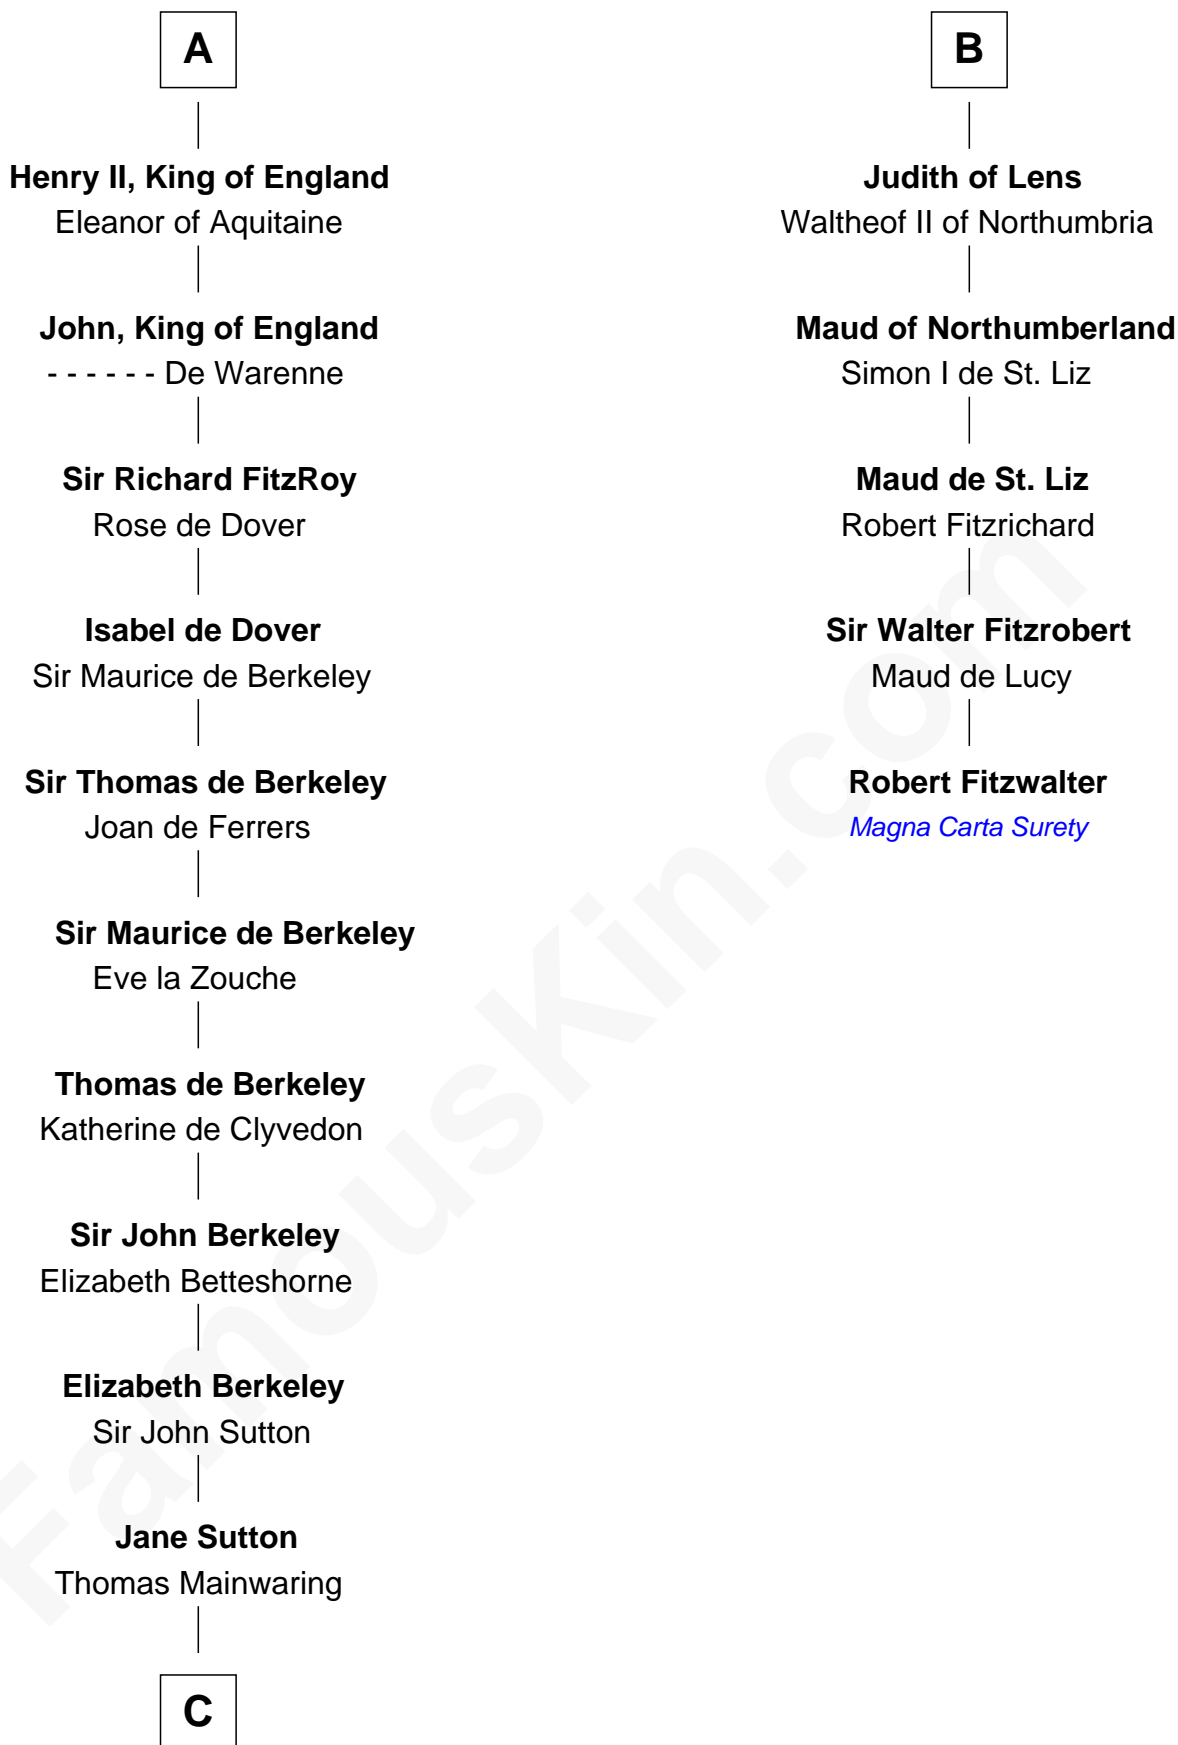 A
Henry II, King of England
Eleanor of Aquitaine
John, King of England
- - - - - - De Warenne
Sir Richard FitzRoy
Rose de Dover
Isabel de Dover
Sir Maurice de Berkeley
Sir Thomas de Berkeley
Joan de Ferrers
Sir Maurice de Berkeley
Eve la Zouche
Thomas de Berkeley
Katherine de Clyvedon
Sir John Berkeley
Elizabeth Betteshorne
Elizabeth Berkeley
Sir John Sutton
Jane Sutton
Thomas Mainwaring
C
B
Judith of Lens
Waltheof II of Northumbria
Maud of Northumberland
Simon I de St. Liz
Maud de St. Liz
Robert Fitzrichard
Sir Walter Fitzrobert
Maud de Lucy
Robert Fitzwalter
Magna Carta Surety
FamousKin.com